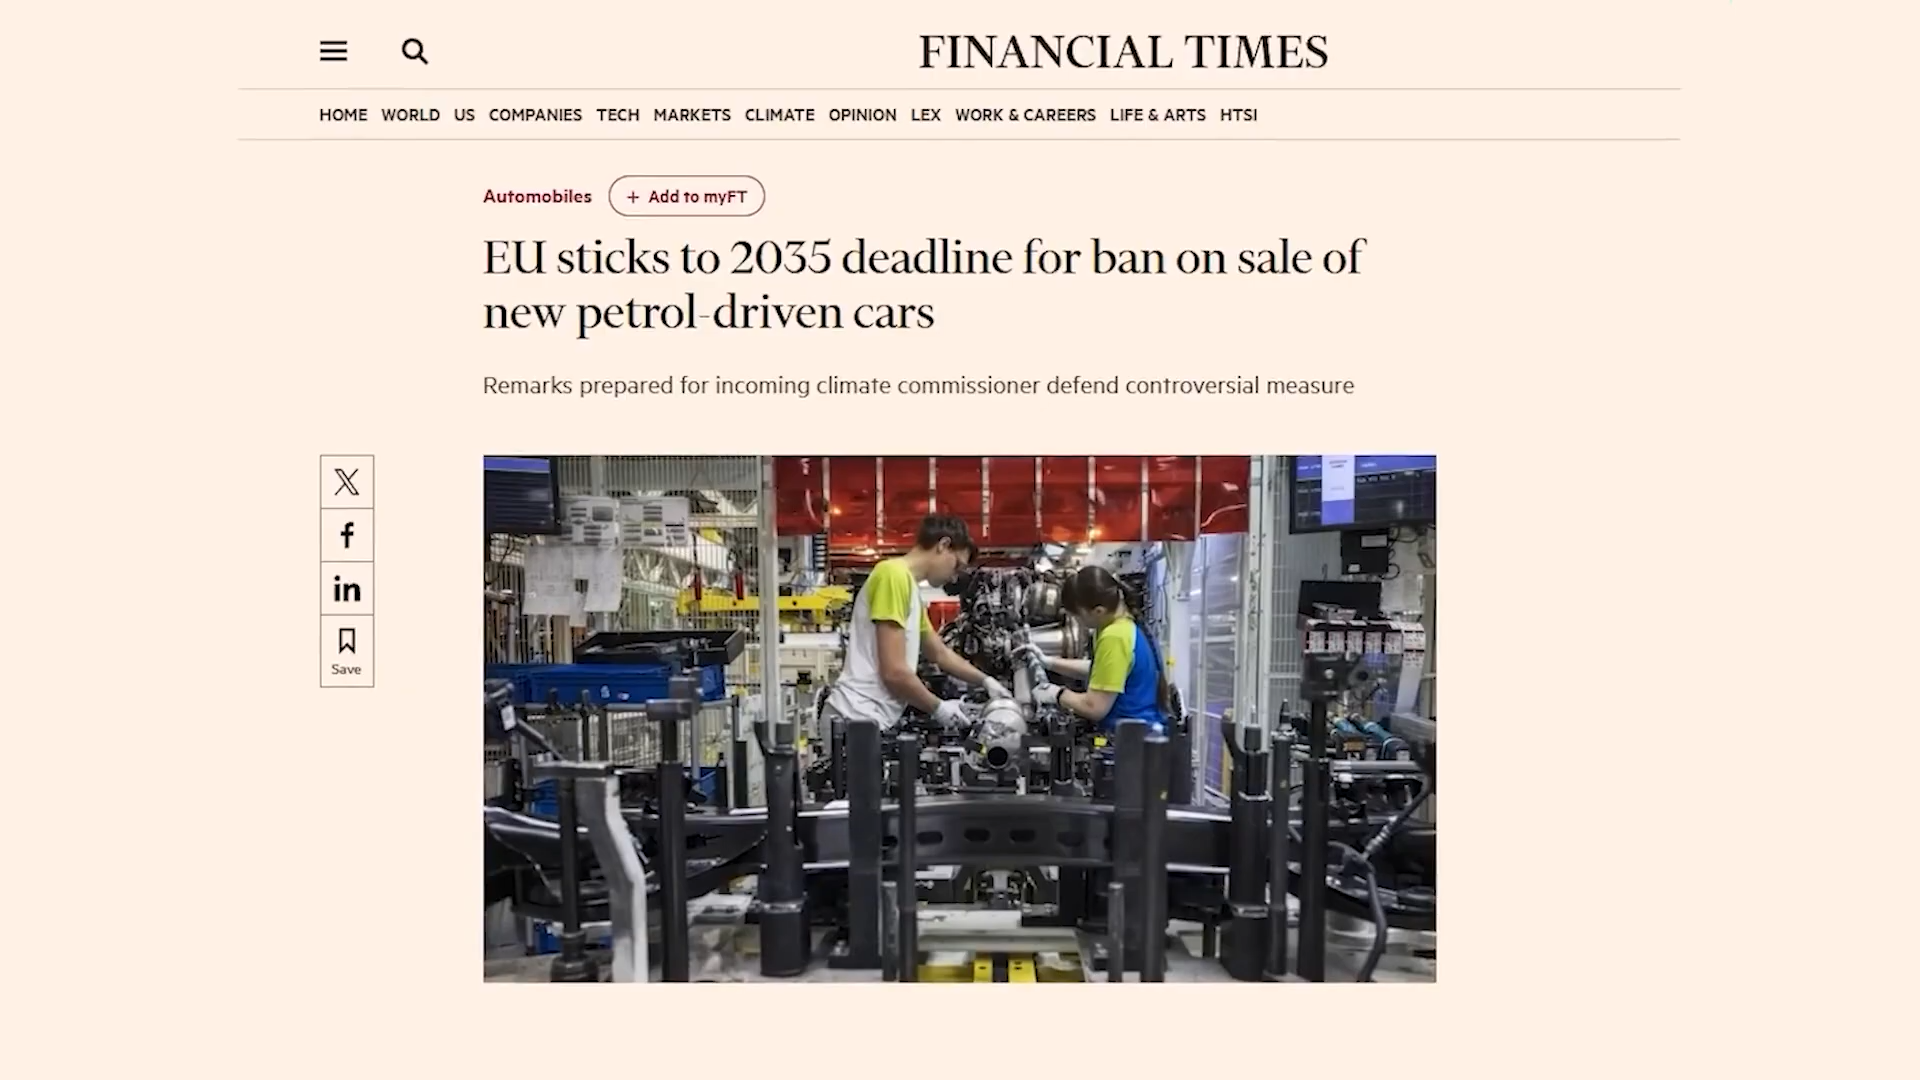 FINANCIAL TIMES
HOME WORLD US COMPANIES TECH MARKETS CLIMATE OPINION LEX WORK & CAREERS LIFE & ARTS HTSI
Automobiles + Add to myFT
EU sticks to 2035 deadline for ban on sale of
new petrol-driven cars
Remarks prepared for incoming climate commissioner defend controversial measure
Save